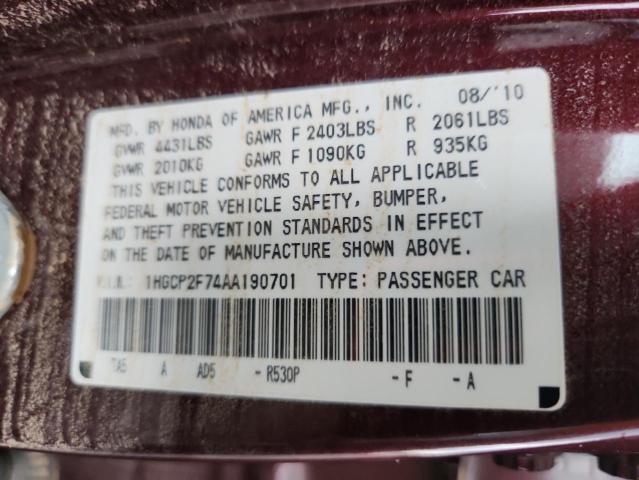 MFD. BY HONDA OF AMERICA MFG., INC. 08/'10
GVWR 4431LBS GAWR F 2403LBS R 2061LBS
GVWR 2010KG GAWR F 1090KG R 935KG
THIS VEHICLE CONFORMS TO ALL APPLICABLE
FEDERAL MOTOR VEHICLE SAFETY, BUMPER,
AND THEFT PREVENTION STANDARDS IN EFFECT
ON THE DATE OF MANUFACTURE SHOWN ABOVE.
V.I.N.: 1HGCP2F74AA190701 TYPE: PASSENGER CAR
TA5 A AD5 - R530P - F - A